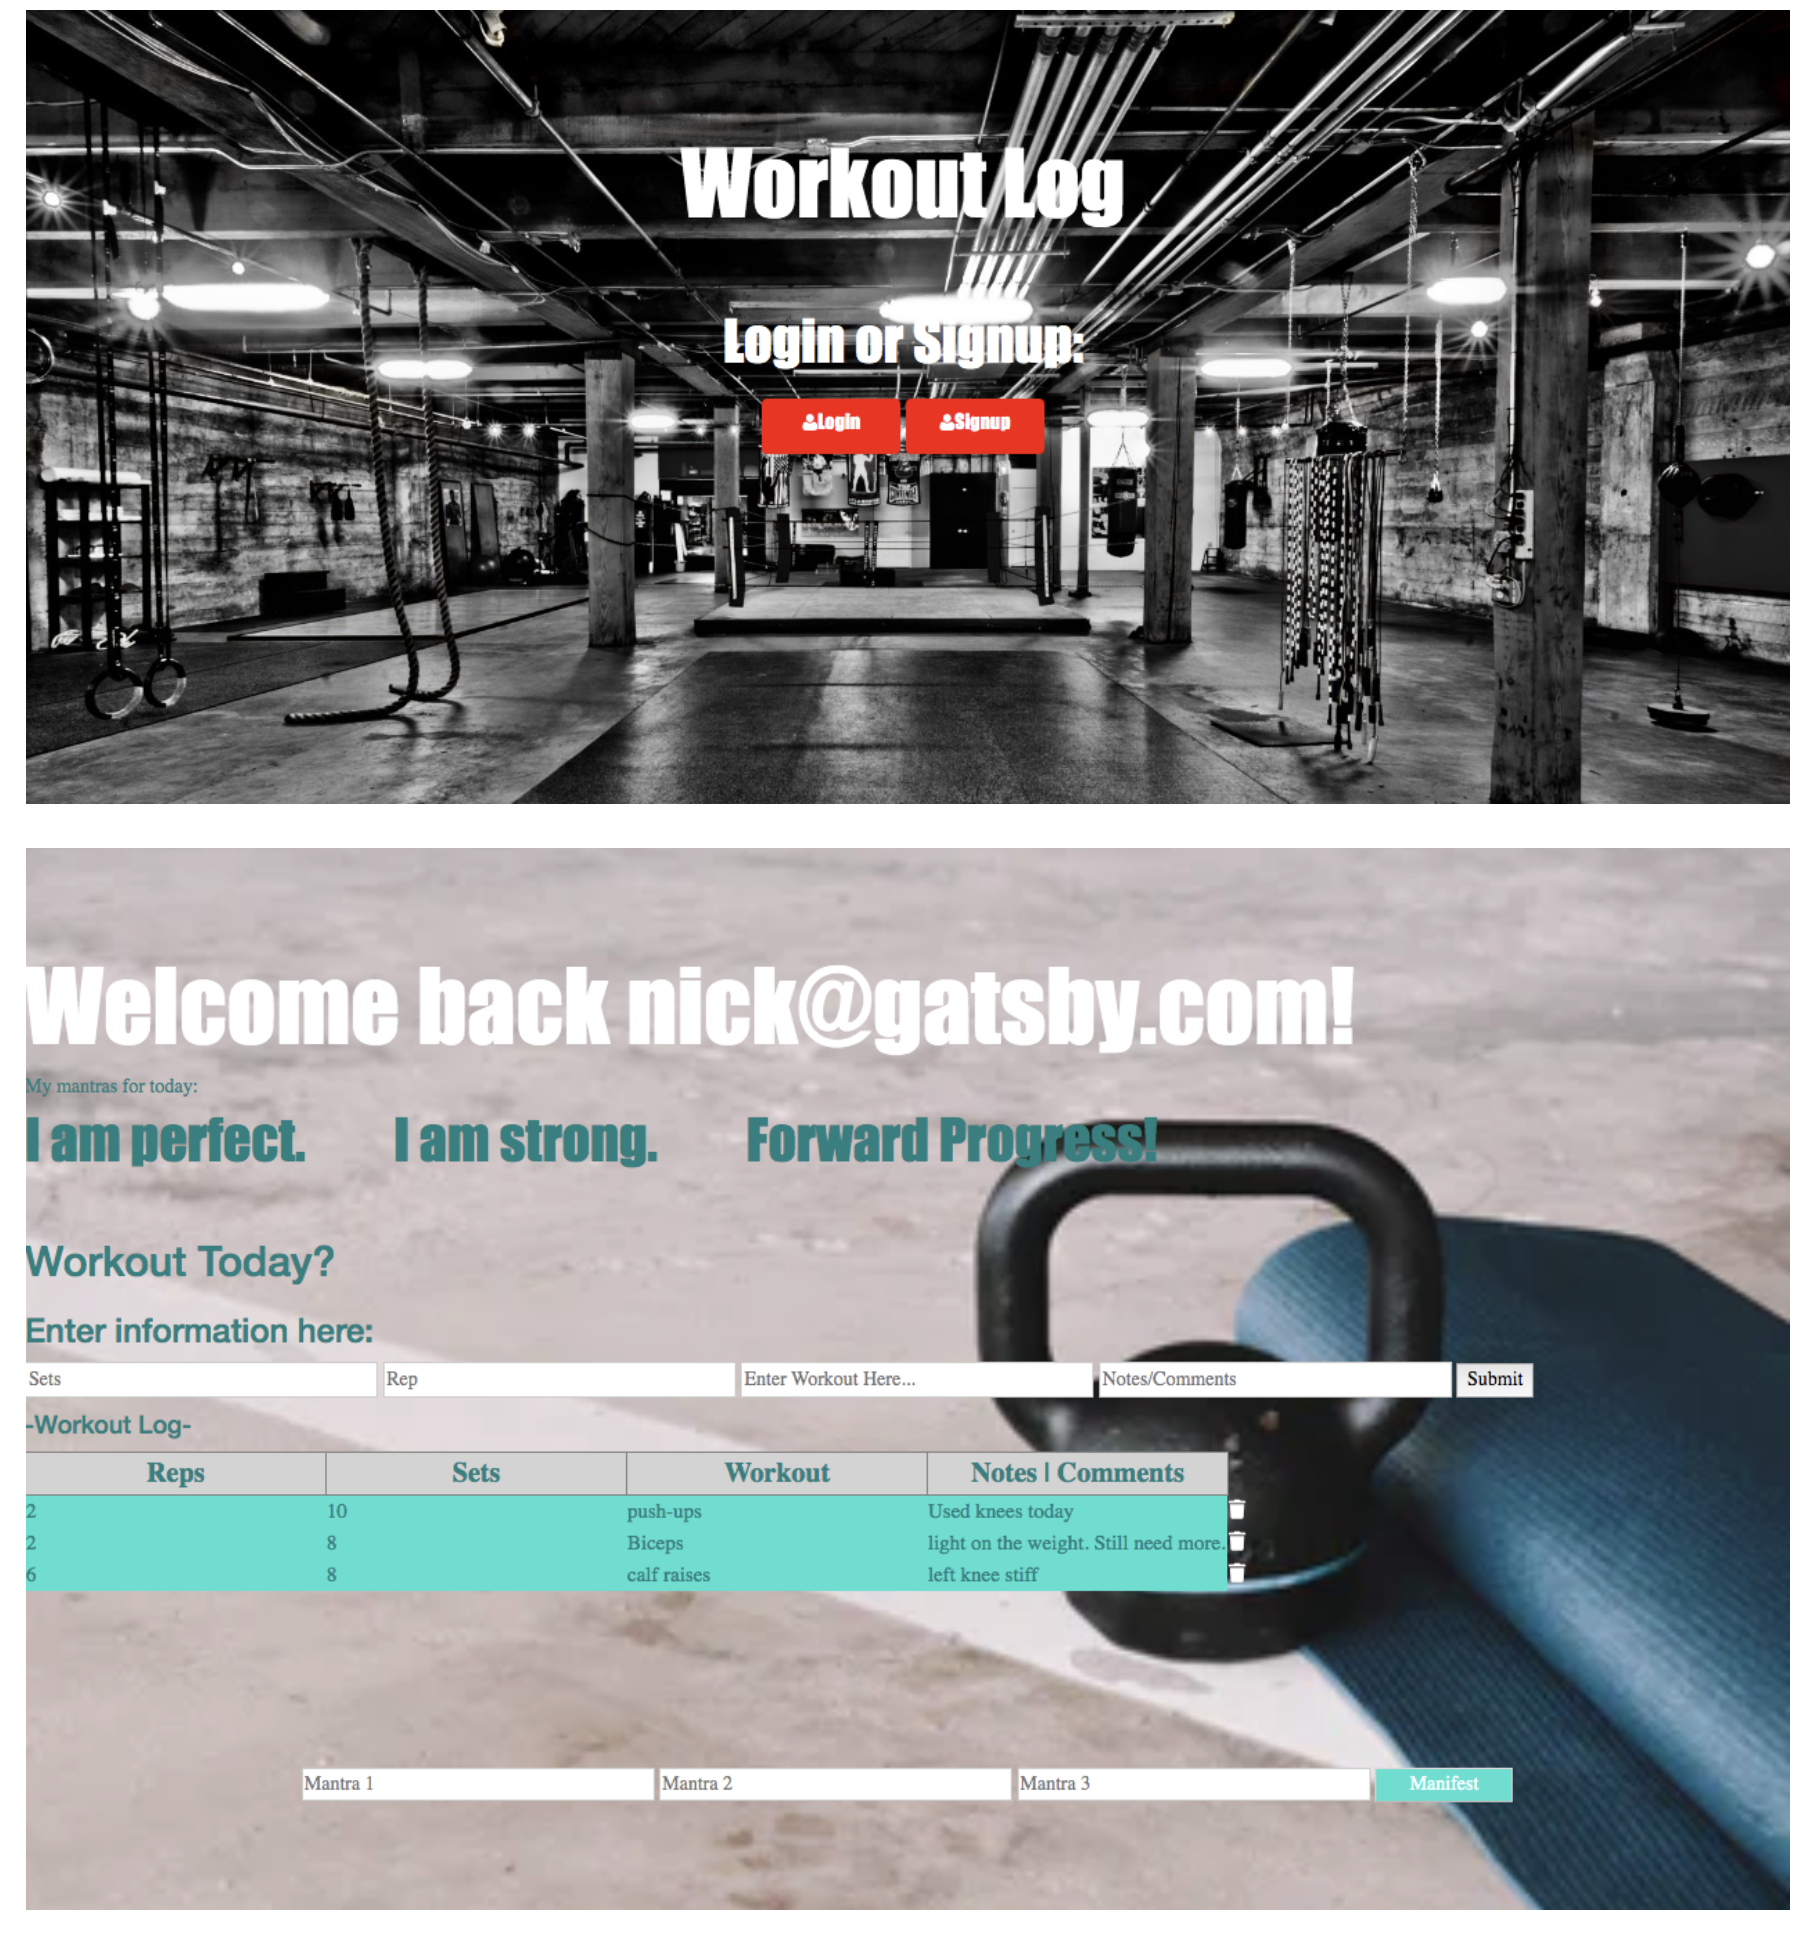 Workout Log
Login or Signup:
Login Signup
Welcome back nick@gatsby.com!
My mantras for today:
I am perfect. I am strong. Forward Progress!
Workout Today?
Enter information here:
Sets Rep Enter Workout Here... Notes/Comments Submit
-Workout Log-
Reps Sets Workout Notes | Comments
2 10 push-ups Used knees today
2 8 Biceps light on the weight. Still need more.
6 8 calf raises left knee stiff
Mantra 1 Mantra 2 Mantra 3 Manifest